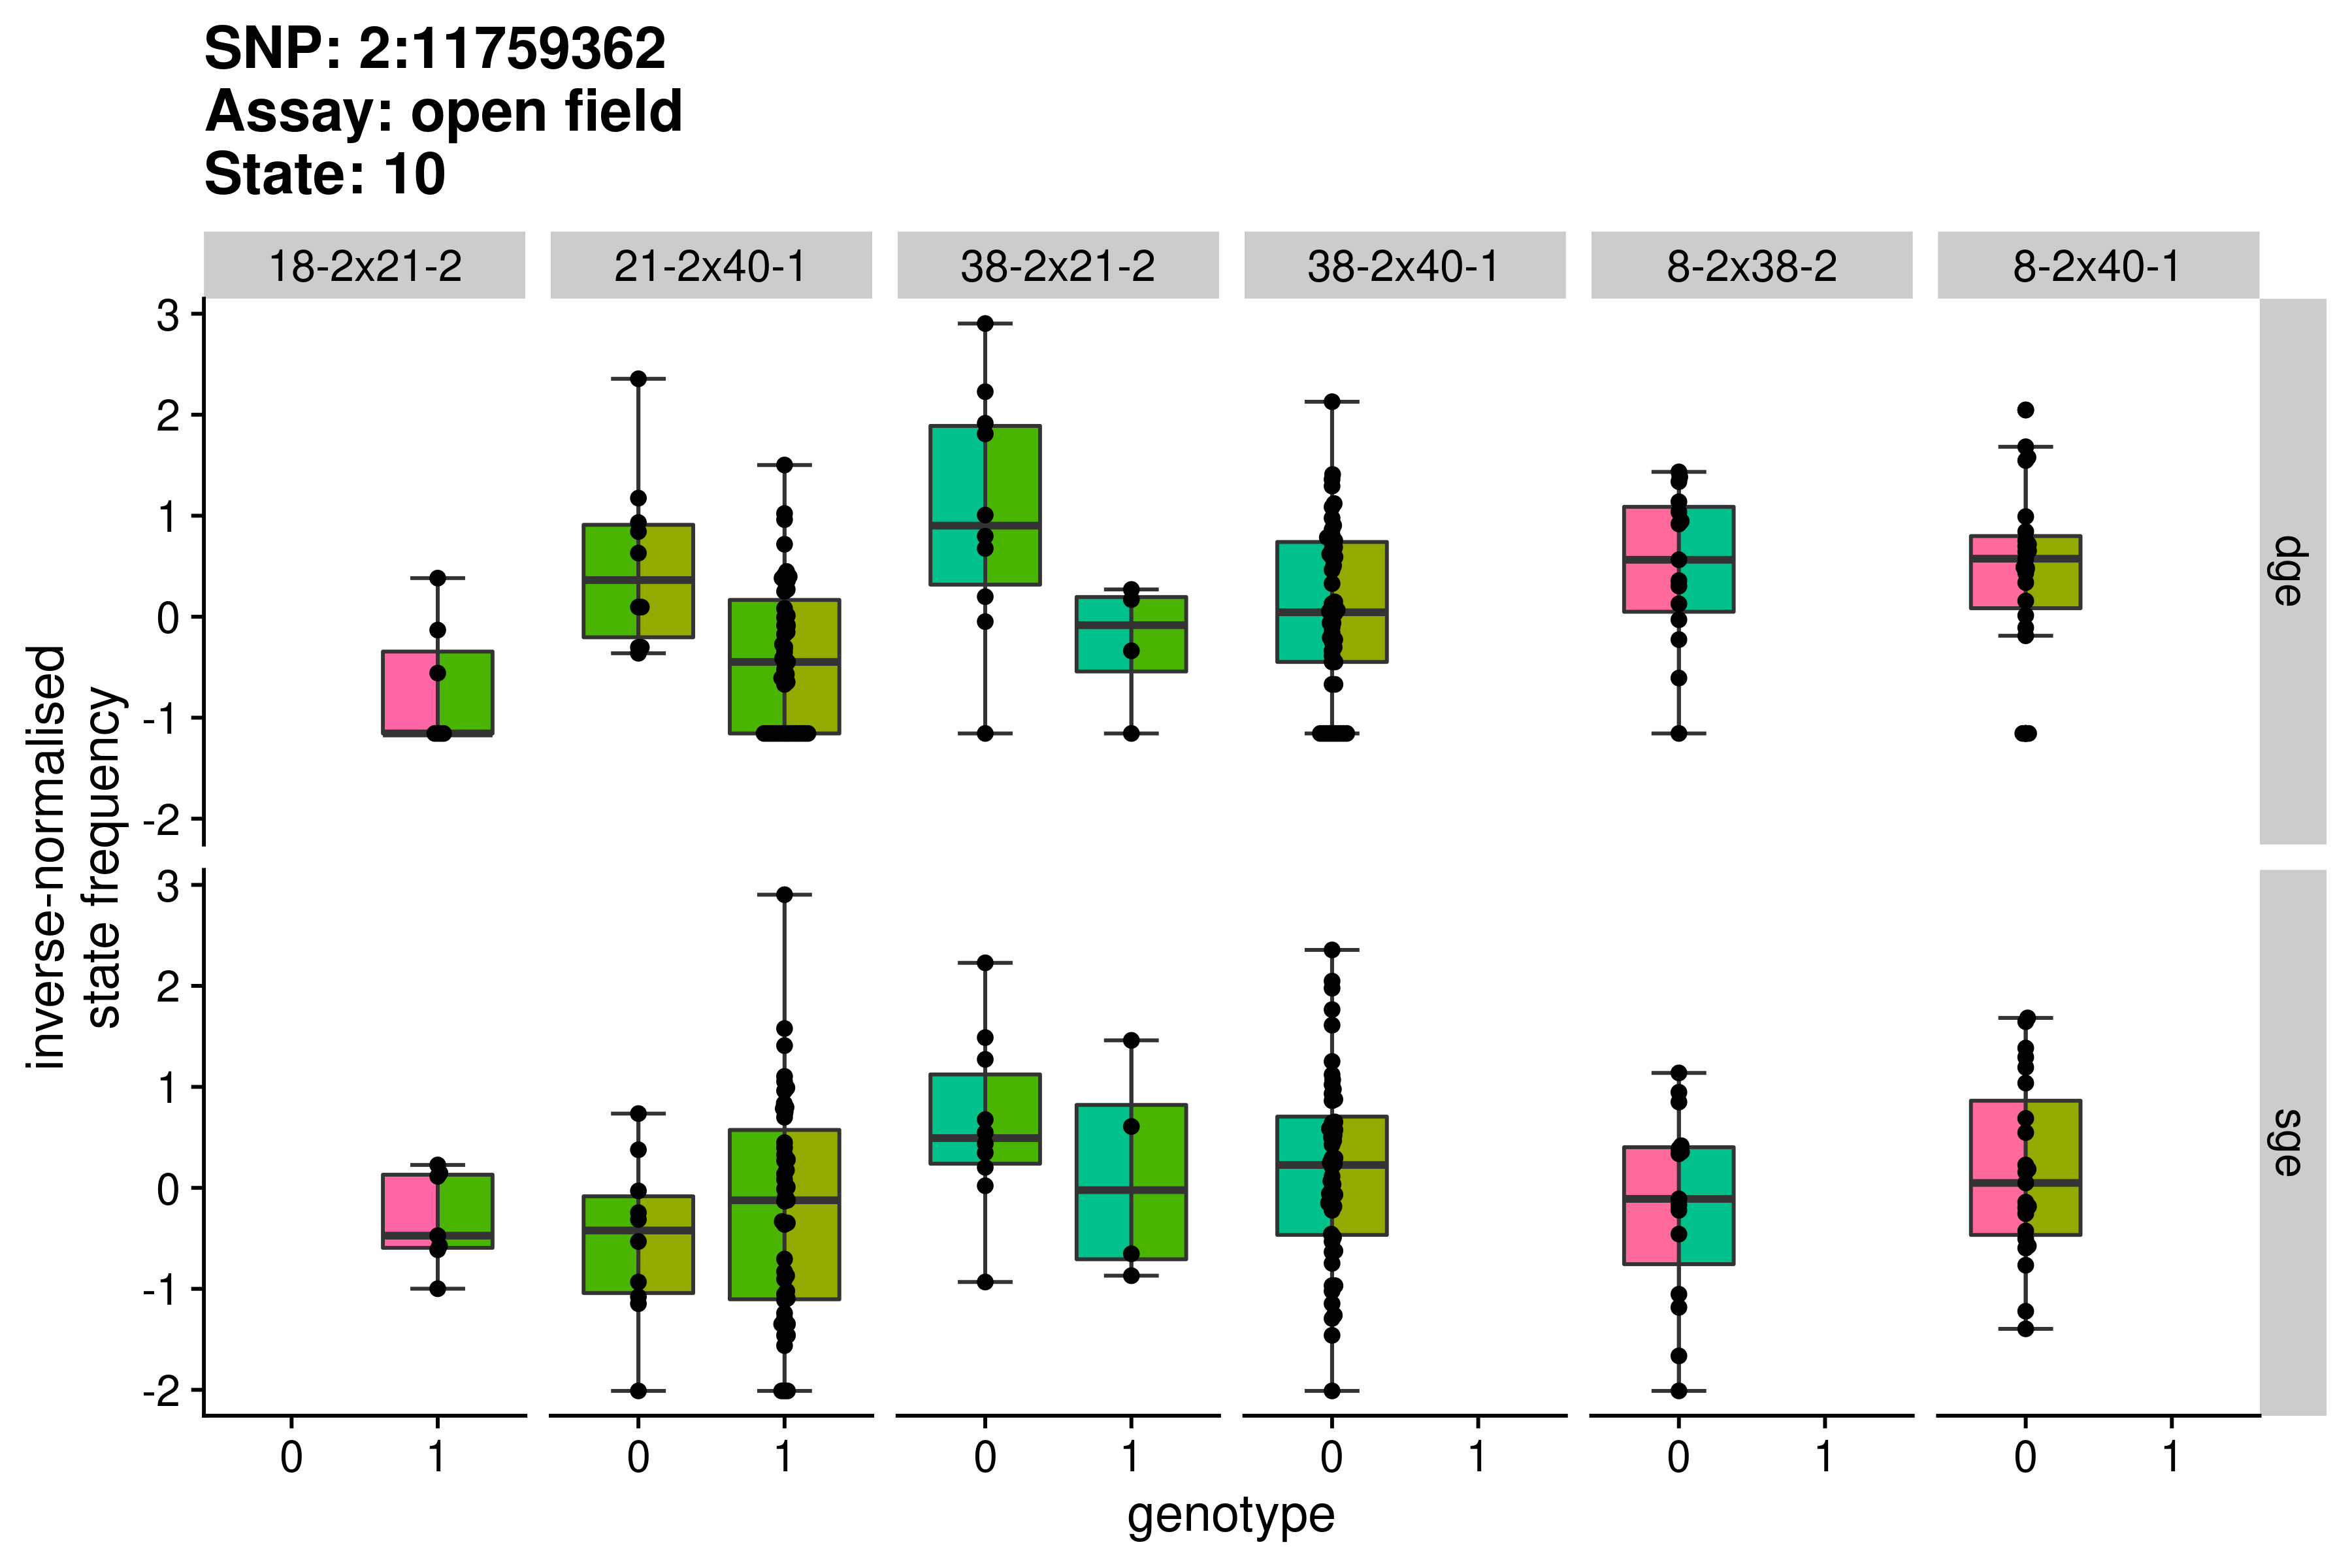 SNP: 2:11759362
Assay: open field
State: 10
18-2x21-2 21-2x40-1 38-2x21-2 38-2x40-1 8-2x38-2 8-2x40-1
3
2
1
0
-1
-2
dge
3
2
1
0
-1
-2
sge
inverse-normalised
state frequency
0 1 0 1 0 1 0 1 0 1 0 1
genotype